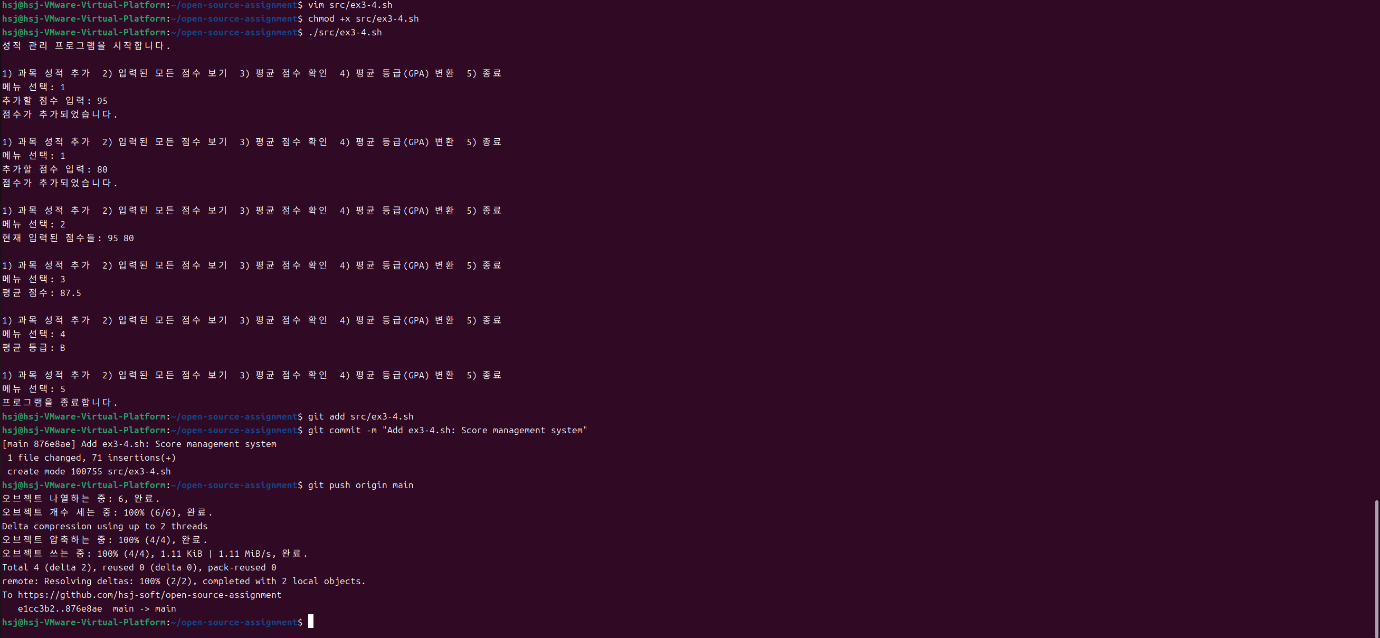 hsj@hsj-VMware-Virtual-Platform:~/open-source-assignment$ vim src/ex3-4.sh
hsj@hsj-VMware-Virtual-Platform:~/open-source-assignment$ chmod +x src/ex3-4.sh
hsj@hsj-VMware-Virtual-Platform:~/open-source-assignment$ ./src/ex3-4.sh
성적 관리 프로그램을 시작합니다.
1) 과목 성적 추가  2) 입력된 모든 점수 보기  3) 평균 점수 확인  4) 평균 등급(GPA) 변환  5) 종료
메뉴 선택: 1
추가할 점수 입력: 95
점수가 추가되었습니다.
1) 과목 성적 추가  2) 입력된 모든 점수 보기  3) 평균 점수 확인  4) 평균 등급(GPA) 변환  5) 종료
메뉴 선택: 1
추가할 점수 입력: 80
점수가 추가되었습니다.
1) 과목 성적 추가  2) 입력된 모든 점수 보기  3) 평균 점수 확인  4) 평균 등급(GPA) 변환  5) 종료
메뉴 선택: 2
현재 입력된 점수들: 95 80
1) 과목 성적 추가  2) 입력된 모든 점수 보기  3) 평균 점수 확인  4) 평균 등급(GPA) 변환  5) 종료
메뉴 선택: 3
평균 점수: 87.5
1) 과목 성적 추가  2) 입력된 모든 점수 보기  3) 평균 점수 확인  4) 평균 등급(GPA) 변환  5) 종료
메뉴 선택: 4
평균 등급: B
1) 과목 성적 추가  2) 입력된 모든 점수 보기  3) 평균 점수 확인  4) 평균 등급(GPA) 변환  5) 종료
메뉴 선택: 5
프로그램을 종료합니다.
hsj@hsj-VMware-Virtual-Platform:~/open-source-assignment$ git add src/ex3-4.sh
hsj@hsj-VMware-Virtual-Platform:~/open-source-assignment$ git commit -m "Add ex3-4.sh: Score management system"
[main 876e8ae] Add ex3-4.sh: Score management system
 1 file changed, 71 insertions(+)
 create mode 100755 src/ex3-4.sh
hsj@hsj-VMware-Virtual-Platform:~/open-source-assignment$ git push origin main
오브젝트 나열하는 중: 6, 완료.
오브젝트 개수 세는 중: 100% (6/6), 완료.
Delta compression using up to 2 threads
오브젝트 압축하는 중: 100% (4/4), 완료.
오브젝트 쓰는 중: 100% (4/4), 1.11 KiB | 1.11 MiB/s, 완료.
Total 4 (delta 2), reused 0 (delta 0), pack-reused 0
remote: Resolving deltas: 100% (2/2), completed with 2 local objects.
To https://github.com/hsj-soft/open-source-assignment
   e1cc3b2..876e8ae  main -> main
hsj@hsj-VMware-Virtual-Platform:~/open-source-assignment$